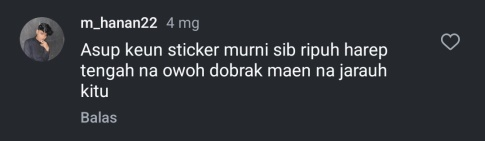 m_hanan22 4 mg
Asup keun sticker murni sib ripuh harep
tengah na owoh dobrak maen na jarauh
kitu
Balas